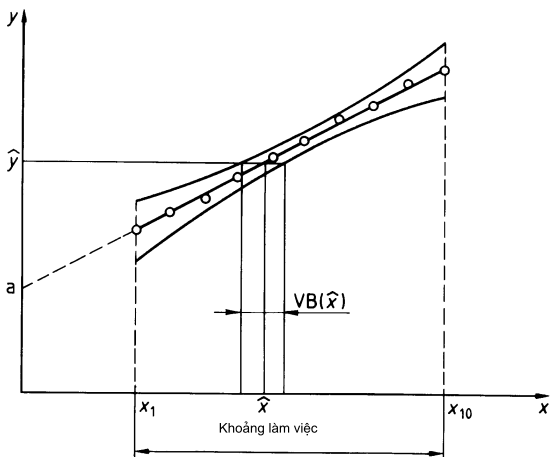 y
ŷ
a
VB(x̂)
x₁
x̂
x₁₀
x
Khoảng làm việc